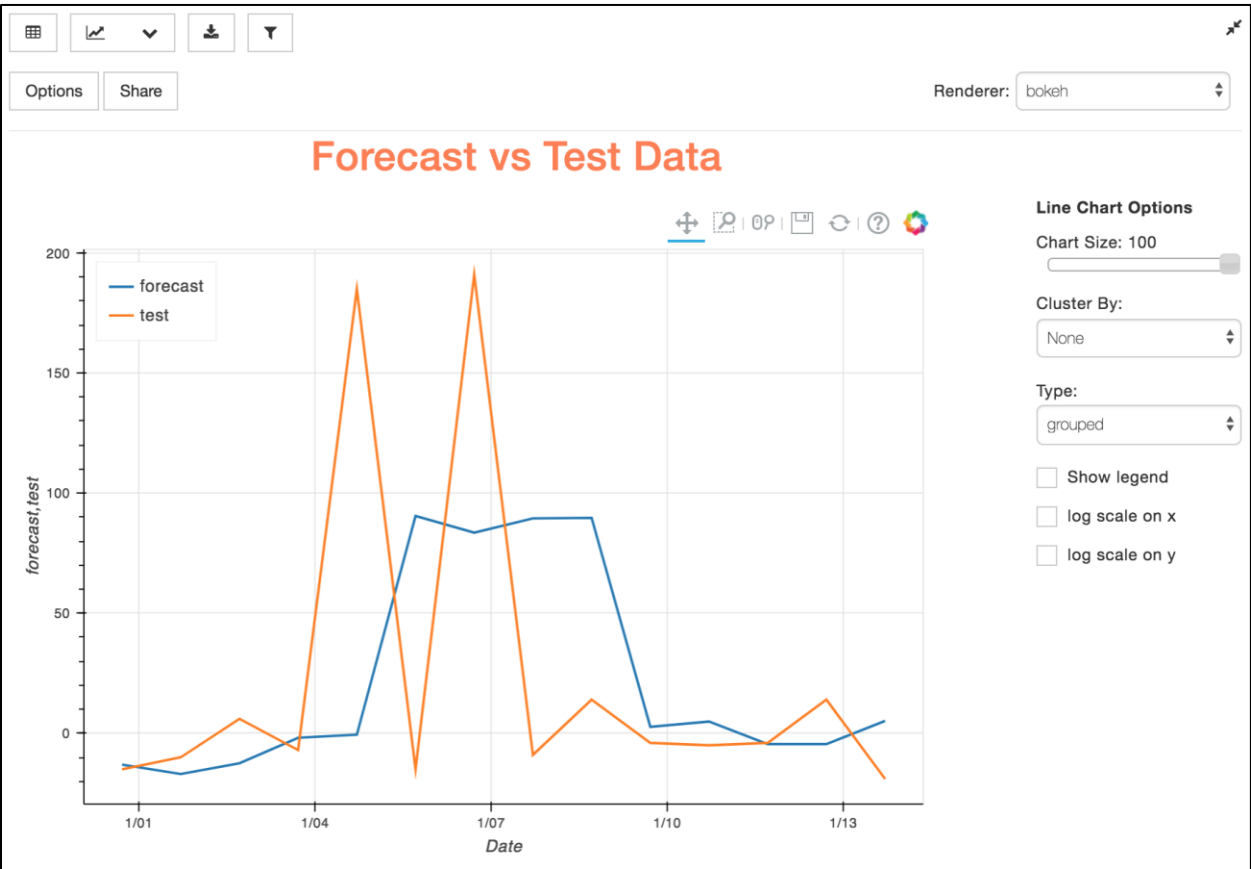 Options Share Renderer: bokeh
Forecast vs Test Data
Line Chart Options
Chart Size: 100
Cluster By:
None
Type:
grouped
Show legend
log scale on x
log scale on y
forecast
test
200
150
100
50
0
forecast,test
1/01 1/04 1/07 1/10 1/13
Date